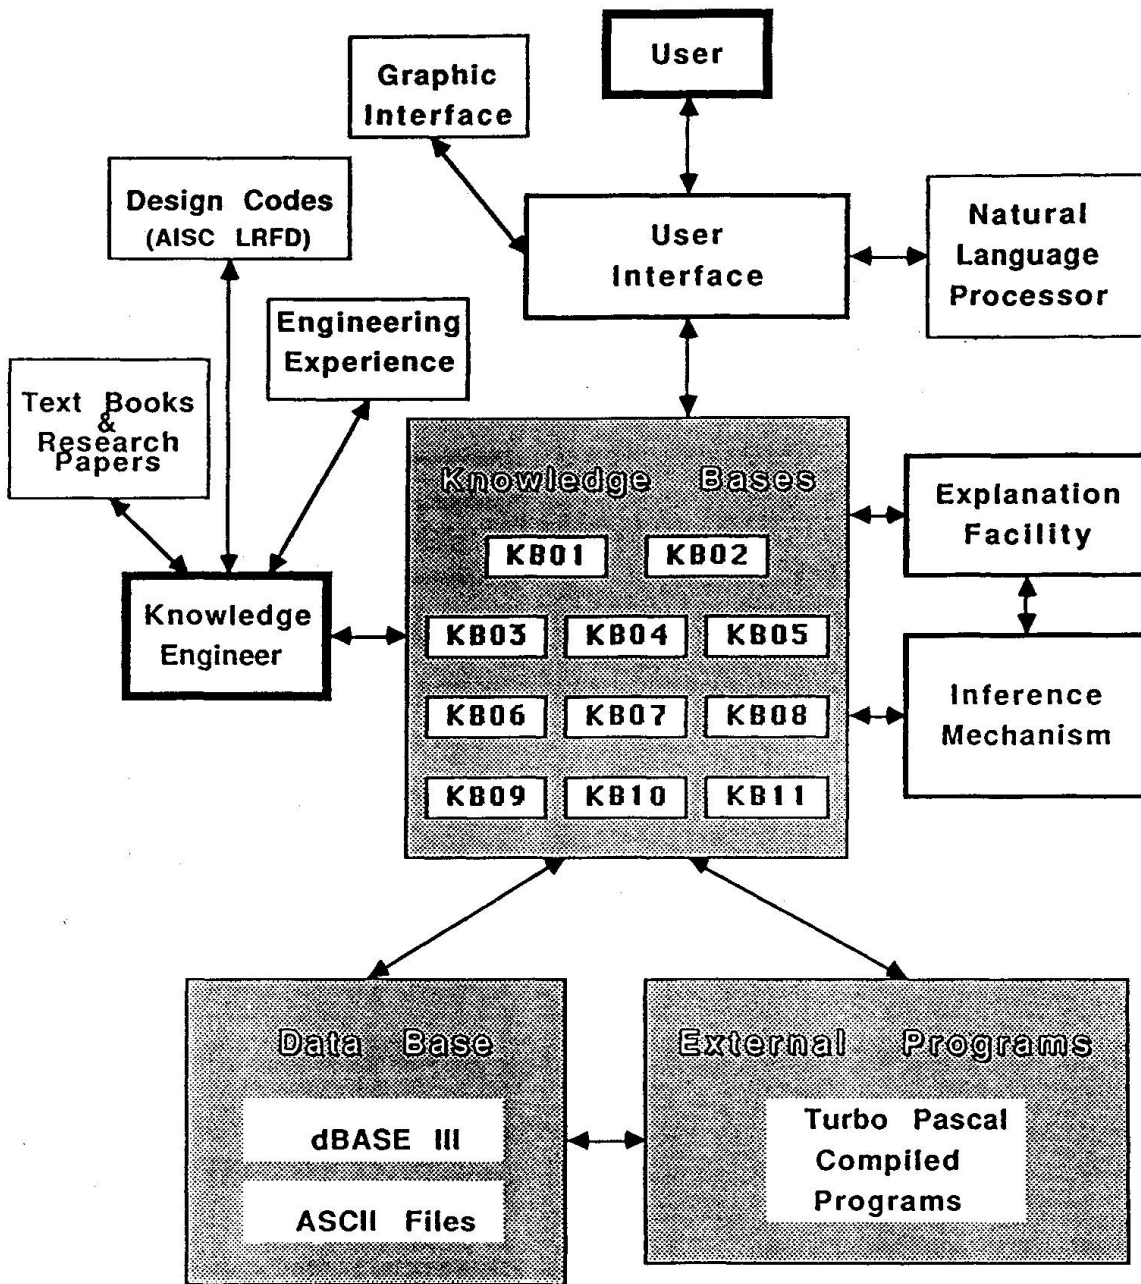 User
Graphic
Interface
Design Codes
(AISC LRFD)
User
Interface
Natural
Language
Processor
Engineering
Experience
Text Books
&
Research
Papers
Knowledge Bases
KB01 KB02
KB03 KB04 KB05
KB06 KB07 KB08
KB09 KB10 KB11
Explanation
Facility
Knowledge
Engineer
Inference
Mechanism
Data Base
dBASE III
ASCII Files
External Programs
Turbo Pascal
Compiled
Programs